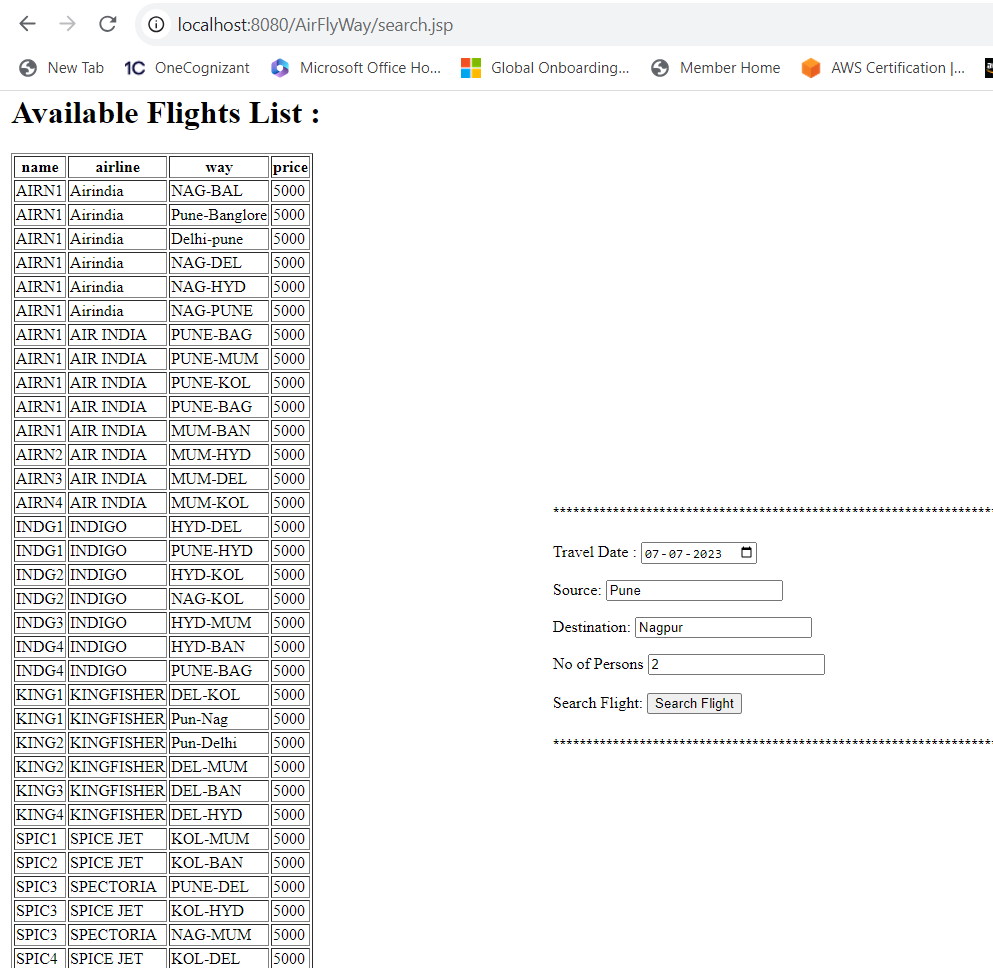 localhost:8080/AirFlyWay/search.jsp
New Tab 1C OneCognizant Microsoft Office Ho... Global Onboarding... Member Home AWS Certification |...
Available Flights List :
name airline way price
AIRN1 Airindia NAG-BAL 5000
AIRN1 Airindia Pune-Banglore 5000
AIRN1 Airindia Delhi-pune 5000
AIRN1 Airindia NAG-DEL 5000
AIRN1 Airindia NAG-HYD 5000
AIRN1 Airindia NAG-PUNE 5000
AIRN1 AIR INDIA PUNE-BAG 5000
AIRN1 AIR INDIA PUNE-MUM 5000
AIRN1 AIR INDIA PUNE-KOL 5000
AIRN1 AIR INDIA PUNE-BAG 5000
AIRN1 AIR INDIA MUM-BAN 5000
AIRN2 AIR INDIA MUM-HYD 5000
AIRN3 AIR INDIA MUM-DEL 5000
AIRN4 AIR INDIA MUM-KOL 5000
INDG1 INDIGO HYD-DEL 5000
INDG1 INDIGO PUNE-HYD 5000
INDG2 INDIGO HYD-KOL 5000
INDG2 INDIGO NAG-KOL 5000
INDG3 INDIGO HYD-MUM 5000
INDG4 INDIGO HYD-BAN 5000
INDG4 INDIGO PUNE-BAG 5000
KING1 KINGFISHER DEL-KOL 5000
KING1 KINGFISHER Pun-Nag 5000
KING2 KINGFISHER Pun-Delhi 5000
KING2 KINGFISHER DEL-MUM 5000
KING3 KINGFISHER DEL-BAN 5000
KING4 KINGFISHER DEL-HYD 5000
SPIC1 SPICE JET KOL-MUM 5000
SPIC2 SPICE JET KOL-BAN 5000
SPIC3 SPECTORIA PUNE-DEL 5000
SPIC3 SPICE JET KOL-HYD 5000
SPIC3 SPECTORIA NAG-MUM 5000
SPIC4 SPICE JET KOL-DEL 5000
*****************************************************************
Travel Date : 07-07-2023
Source: Pune
Destination: Nagpur
No of Persons 2
Search Flight: Search Flight
*****************************************************************